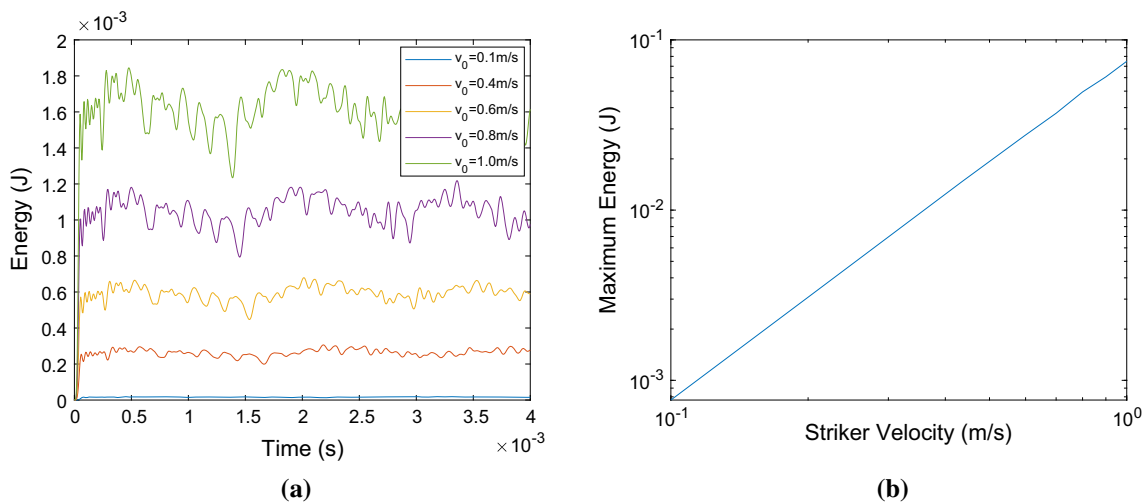 × 10⁻³
2
1.8
1.6
1.4
1.2
1
0.8
0.6
0.4
0.2
0
Energy (J)
0 0.5 1 1.5 2 2.5 3 3.5 4
Time (s)
× 10⁻³
v₀=0.1m/s
v₀=0.4m/s
v₀=0.6m/s
v₀=0.8m/s
v₀=1.0m/s
(a)
10⁻¹
10⁻²
10⁻³
Maximum Energy (J)
10⁻¹ 10⁰
Striker Velocity (m/s)
(b)